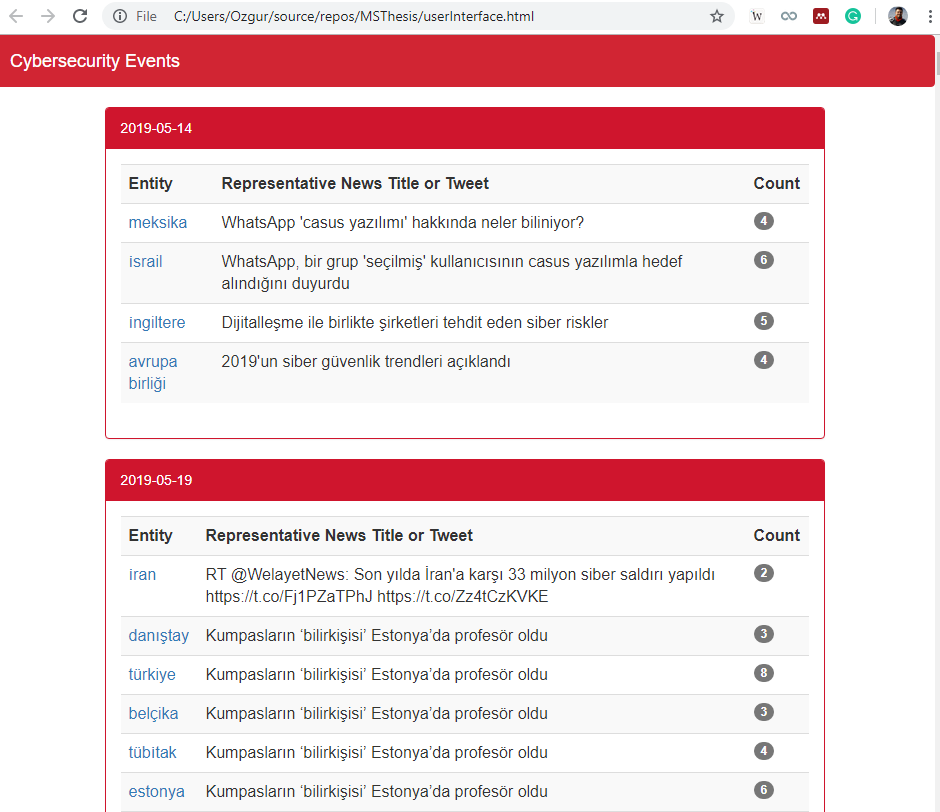 File C:/Users/Ozgur/source/repos/MSThesis/userInterface.html
W
Cybersecurity Events
2019-05-14
Entity Representative News Title or Tweet Count
meksika WhatsApp 'casus yazılımı' hakkında neler biliniyor? 4
israil WhatsApp, bir grup 'seçilmiş' kullanıcısının casus yazılımla hedef 6
alındığını duyurdu
ingiltere Dijitalleşme ile birlikte şirketleri tehdit eden siber riskler 5
avrupa 2019'un siber güvenlik trendleri açıklandı 4
birliği
2019-05-19
Entity Representative News Title or Tweet Count
iran RT @WelayetNews: Son yılda İran'a karşı 33 milyon siber saldırı yapıldı 2
https://t.co/Fj1PZaTPhJ https://t.co/Zz4tCzKVKE
danıştay Kumpasların ‘bilirkişisi’ Estonya’da profesör oldu 3
türkiye Kumpasların ‘bilirkişisi’ Estonya’da profesör oldu 8
belçika Kumpasların ‘bilirkişisi’ Estonya’da profesör oldu 3
tübitak Kumpasların ‘bilirkişisi’ Estonya’da profesör oldu 4
estonya Kumpasların ‘bilirkişisi’ Estonya’da profesör oldu 6